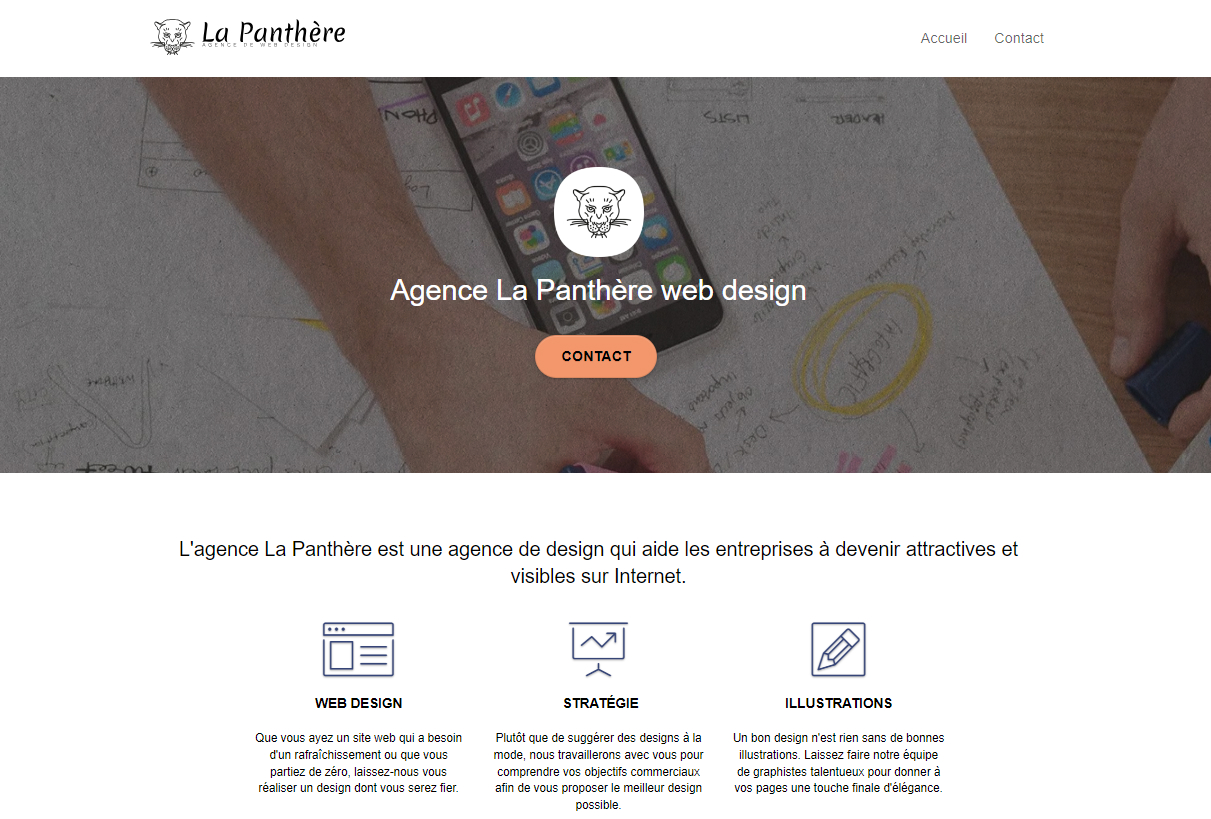 La Panthère
AGENCE DE WEB DESIGN
Accueil
Contact
LISTS
HEADER
Agence La Panthère web design
CONTACT
L'agence La Panthère est une agence de design qui aide les entreprises à devenir attractives et
visibles sur Internet.
WEB DESIGN
Que vous ayez un site web qui a besoin
d'un rafraîchissement ou que vous
partiez de zéro, laissez-nous vous
réaliser un design dont vous serez fier.
STRATÉGIE
Plutôt que de suggérer des designs à la
mode, nous travaillerons avec vous pour
comprendre vos objectifs commerciaux
afin de vous proposer le meilleur design
possible.
ILLUSTRATIONS
Un bon design n'est rien sans de bonnes
illustrations. Laissez faire notre équipe
de graphistes talentueux pour donner à
vos pages une touche finale d'élégance.